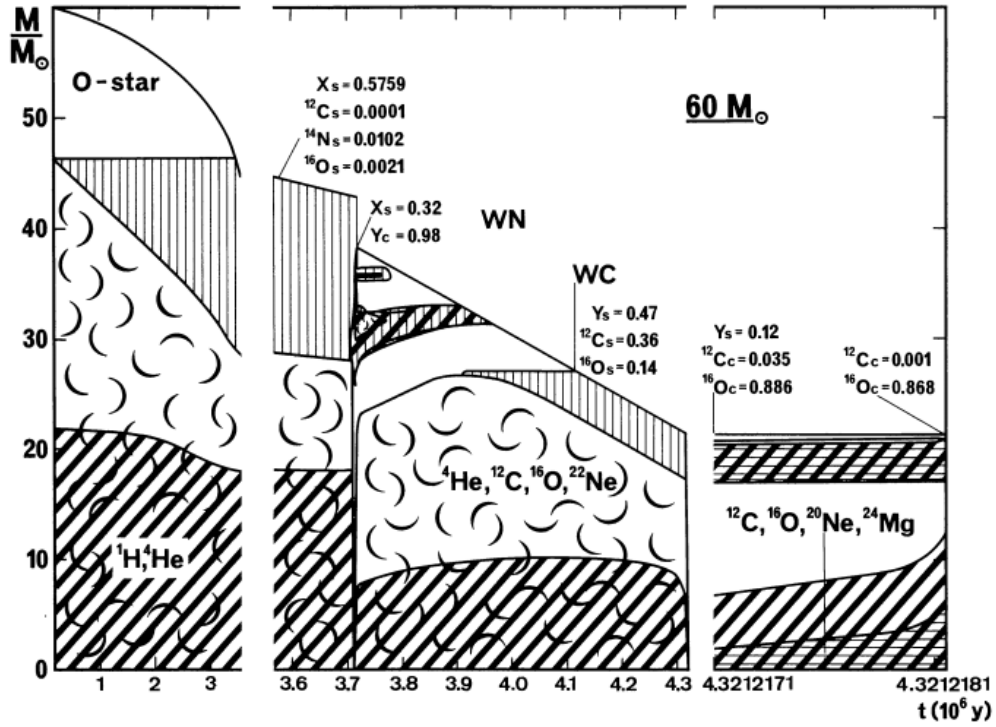 M
M☉
50
40
30
20
10
0
O-star
Xs=0.5759
¹²Cs=0.0001
¹⁴Ns=0.0102
¹⁶Os=0.0021
Xs=0.32
Yc=0.98
WN
60 M☉
WC
Ys=0.47
¹²Cs=0.36
¹⁶Os=0.14
Ys=0.12
¹²Cc=0.035
¹⁶Oc=0.886
¹²Cc=0.001
¹⁶Oc=0.868
¹H,⁴He
⁴He,¹²C,¹⁶O,²²Ne
¹²C,¹⁶O,²⁰Ne,²⁴Mg
1 2 3 3.6 3.7 3.8 3.9 4.0 4.1 4.2 4.3 4.3212171 4.3212181
t(10⁶y)